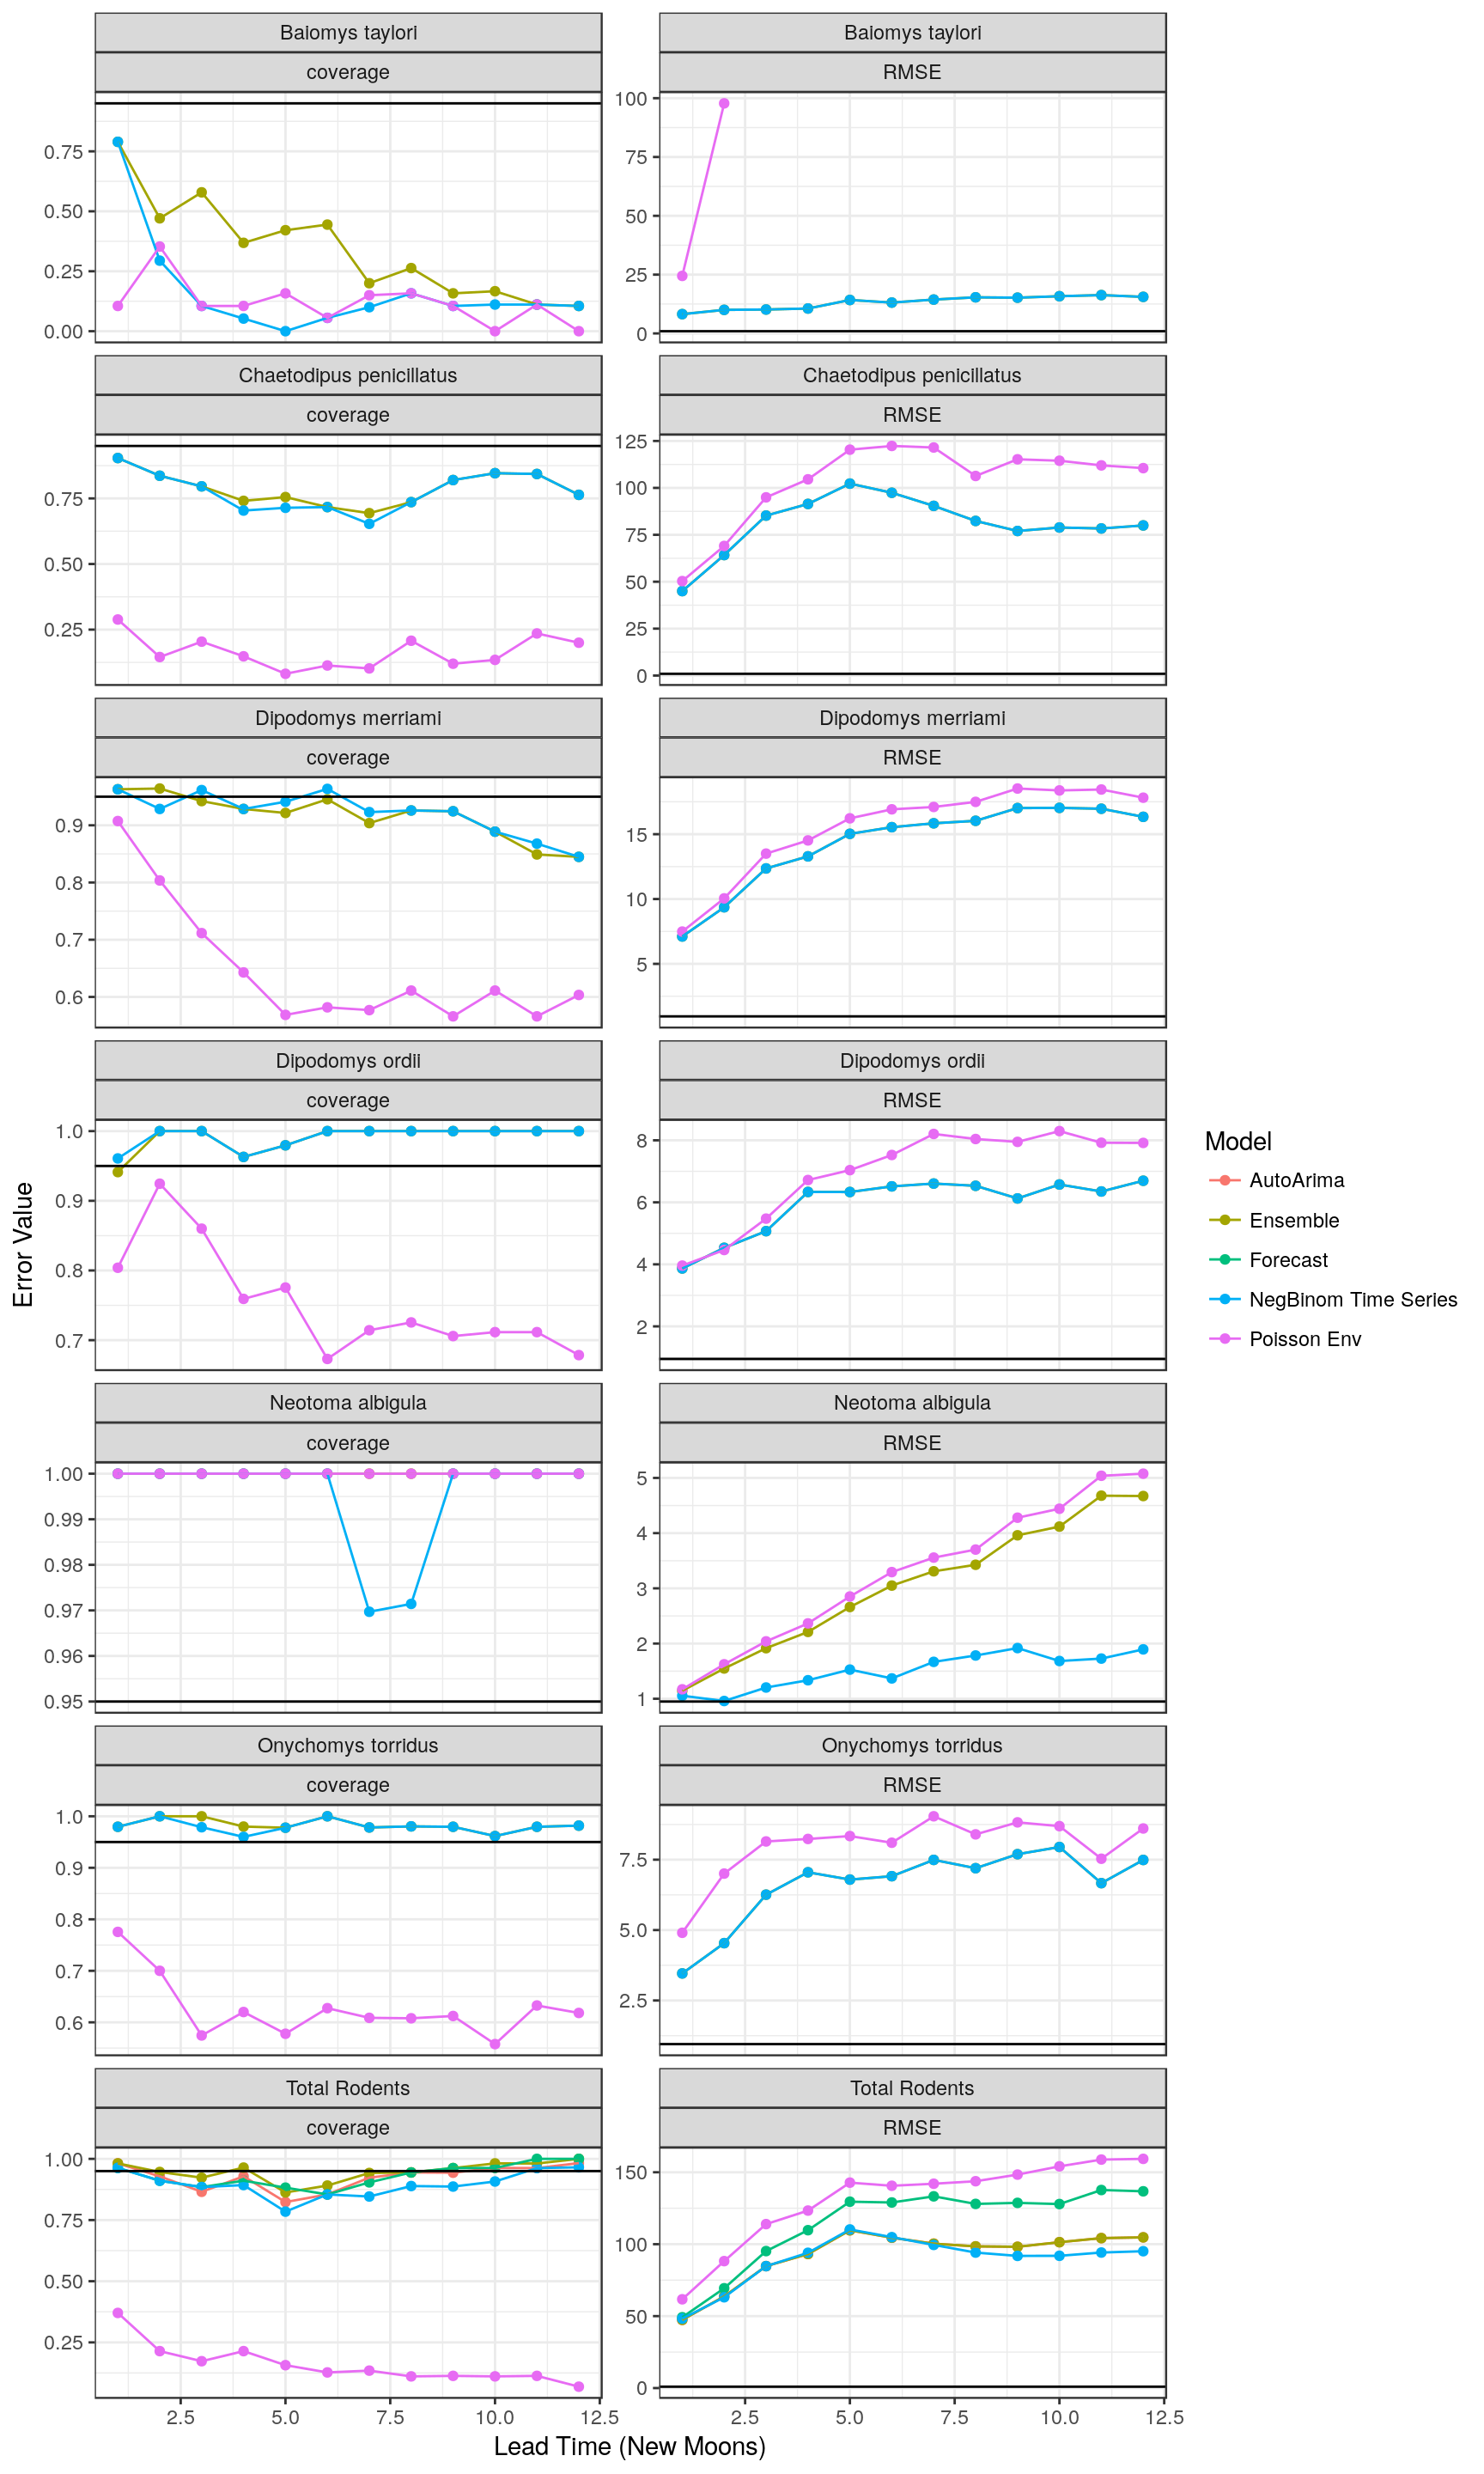 Baiomys taylori
coverage
0.75
0.50
0.25
0.00
Baiomys taylori
RMSE
100
75
50
25
0
Chaetodipus penicillatus
coverage
0.75
0.50
0.25
Chaetodipus penicillatus
RMSE
125
100
75
50
25
0
Dipodomys merriami
coverage
0.9
0.8
0.7
0.6
Dipodomys merriami
RMSE
15
10
5
Dipodomys ordii
coverage
1.0
0.9
0.8
0.7
Dipodomys ordii
RMSE
8
6
4
2
Neotoma albigula
coverage
1.00
0.99
0.98
0.97
0.96
0.95
Neotoma albigula
RMSE
5
4
3
2
1
Onychomys torridus
coverage
1.0
0.9
0.8
0.7
0.6
Onychomys torridus
RMSE
7.5
5.0
2.5
Total Rodents
coverage
1.00
0.75
0.50
0.25
Total Rodents
RMSE
150
100
50
0
2.5 5.0 7.5 10.0 12.5
2.5 5.0 7.5 10.0 12.5
Lead Time (New Moons)
Error Value
Model
AutoArima
Ensemble
Forecast
NegBinom Time Series
Poisson Env